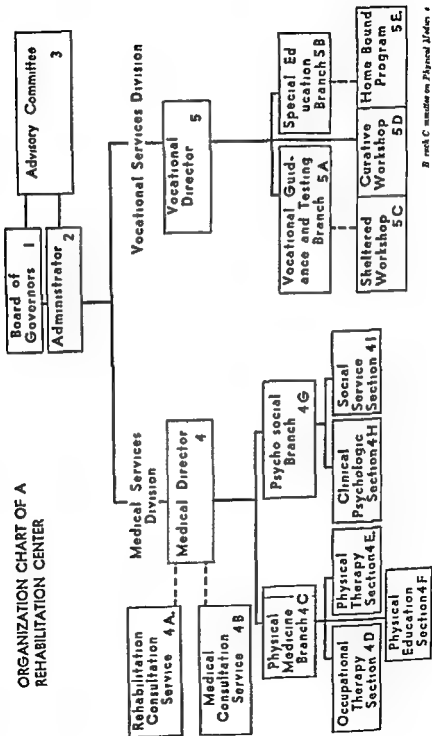 ORGANIZATION CHART OF A
REHABILITATION CENTER
Board of
Governors 1
Administrator 2
Advisory Committee
3
Medical Services
Division
Vocational Services Division
Medical Director
4
Vocational
Director 5
Rehabilitation
Consultation
Service 4A
Medical
Consultation
Service 4B
Physical
Medicine
Branch 4C
Psycho social
Branch 4G
Vocational Guid-
ance and Testing
Branch 5A
Special Ed
ucation
Branch 5B
Occupational
Therapy
Section 4D
Physical
Therapy
Section 4E
Physical
Education
Section 4F
Clinical
Psychologic
Section 4H
Social
Service
Section 4I
Sheltered
Workshop
5C
Curative
Workshop
5D
Home Bound
Program
5E
on Physical